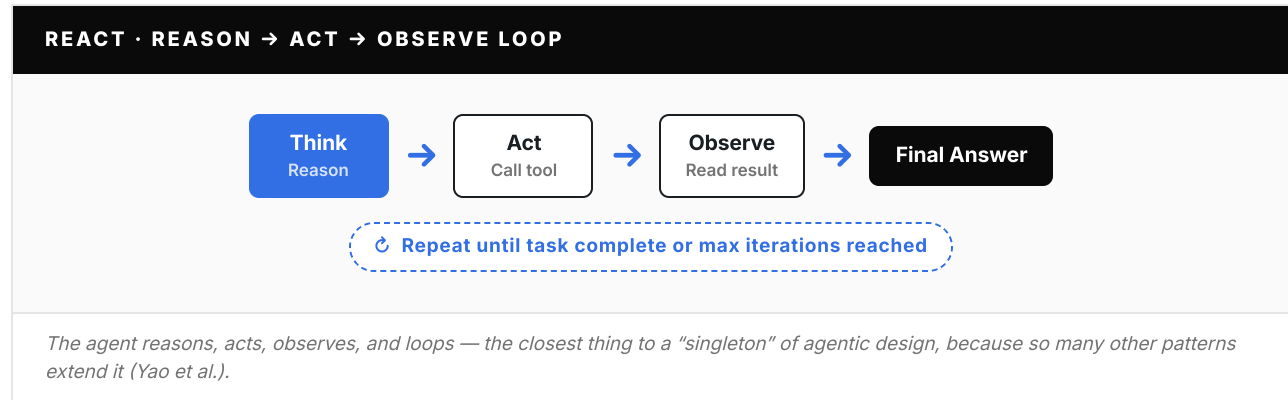 REACT · REASON → ACT → OBSERVE LOOP
Think
Reason
→
Act
Call tool
→
Observe
Read result
→
Final Answer
↻ Repeat until task complete or max iterations reached
The agent reasons, acts, observes, and loops — the closest thing to a “singleton” of agentic design, because so many other patterns
extend it (Yao et al.).